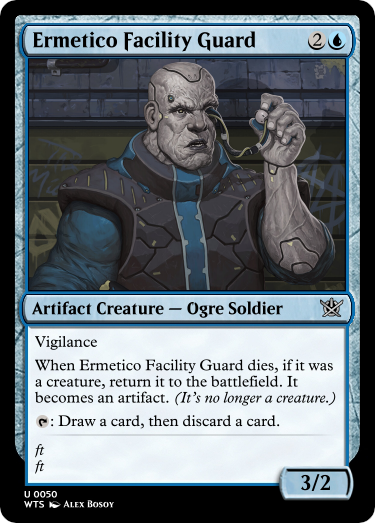 Ermetico Facility Guard 2
Artifact Creature — Ogre Soldier
Vigilance
When Ermetico Facility Guard dies, if it was
a creature, return it to the battlefield. It
becomes an artifact. (It's no longer a creature.)
: Draw a card, then discard a card.
ft
ft
3/2
U 0050
WTS Alex Bosoy